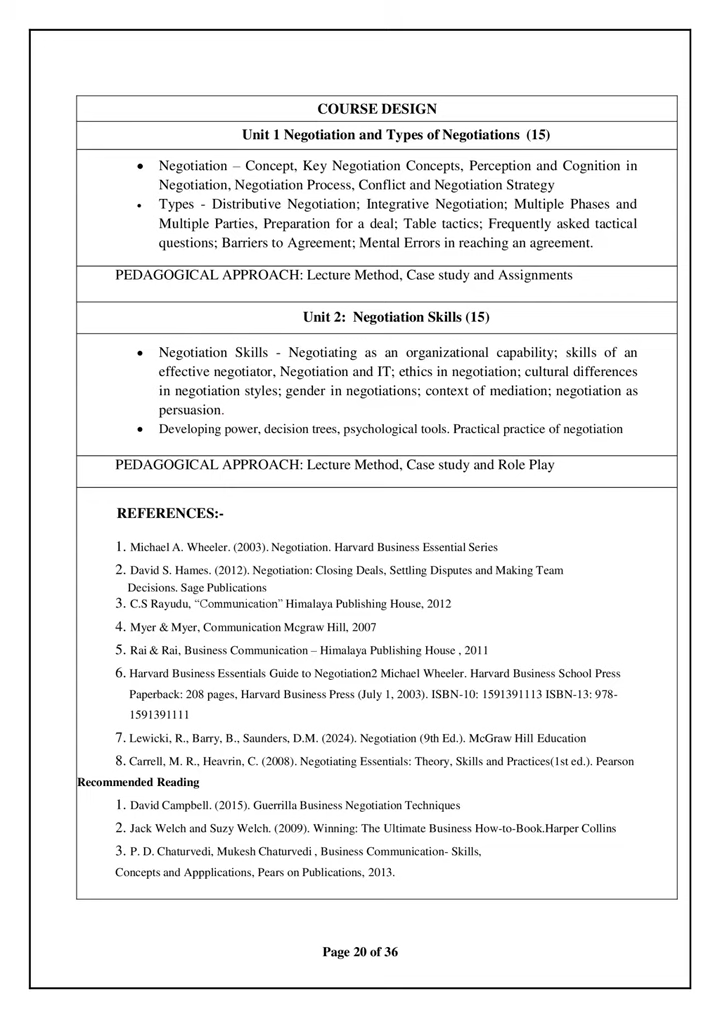 COURSE DESIGN
Unit 1 Negotiation and Types of Negotiations (15)
• Negotiation – Concept, Key Negotiation Concepts, Perception and Cognition in
Negotiation, Negotiation Process, Conflict and Negotiation Strategy
• Types - Distributive Negotiation; Integrative Negotiation; Multiple Phases and
Multiple Parties, Preparation for a deal; Table tactics; Frequently asked tactical
questions; Barriers to Agreement; Mental Errors in reaching an agreement.
PEDAGOGICAL APPROACH: Lecture Method, Case study and Assignments
Unit 2: Negotiation Skills (15)
• Negotiation Skills - Negotiating as an organizational capability; skills of an
effective negotiator, Negotiation and IT; ethics in negotiation; cultural differences
in negotiation styles; gender in negotiations; context of mediation; negotiation as
persuasion.
• Developing power, decision trees, psychological tools. Practical practice of negotiation
PEDAGOGICAL APPROACH: Lecture Method, Case study and Role Play
REFERENCES:-
1. Michael A. Wheeler. (2003). Negotiation. Harvard Business Essential Series
2. David S. Hames. (2012). Negotiation: Closing Deals, Settling Disputes and Making Team
Decisions. Sage Publications
3. C.S Rayudu, “Communication” Himalaya Publishing House, 2012
4. Myer & Myer, Communication Mcgraw Hill, 2007
5. Rai & Rai, Business Communication – Himalaya Publishing House , 2011
6. Harvard Business Essentials Guide to Negotiation2 Michael Wheeler. Harvard Business School Press
Paperback: 208 pages, Harvard Business Press (July 1, 2003). ISBN-10: 1591391113 ISBN-13: 978-
1591391111
7. Lewicki, R., Barry, B., Saunders, D.M. (2024). Negotiation (9th Ed.). McGraw Hill Education
8. Carrell, M. R., Heavrin, C. (2008). Negotiating Essentials: Theory, Skills and Practices(1st ed.). Pearson
Recommended Reading
1. David Campbell. (2015). Guerrilla Business Negotiation Techniques
2. Jack Welch and Suzy Welch. (2009). Winning: The Ultimate Business How-to-Book.Harper Collins
3. P. D. Chaturvedi, Mukesh Chaturvedi , Business Communication- Skills,
Concepts and Appplications, Pears on Publications, 2013.
Page 20 of 36